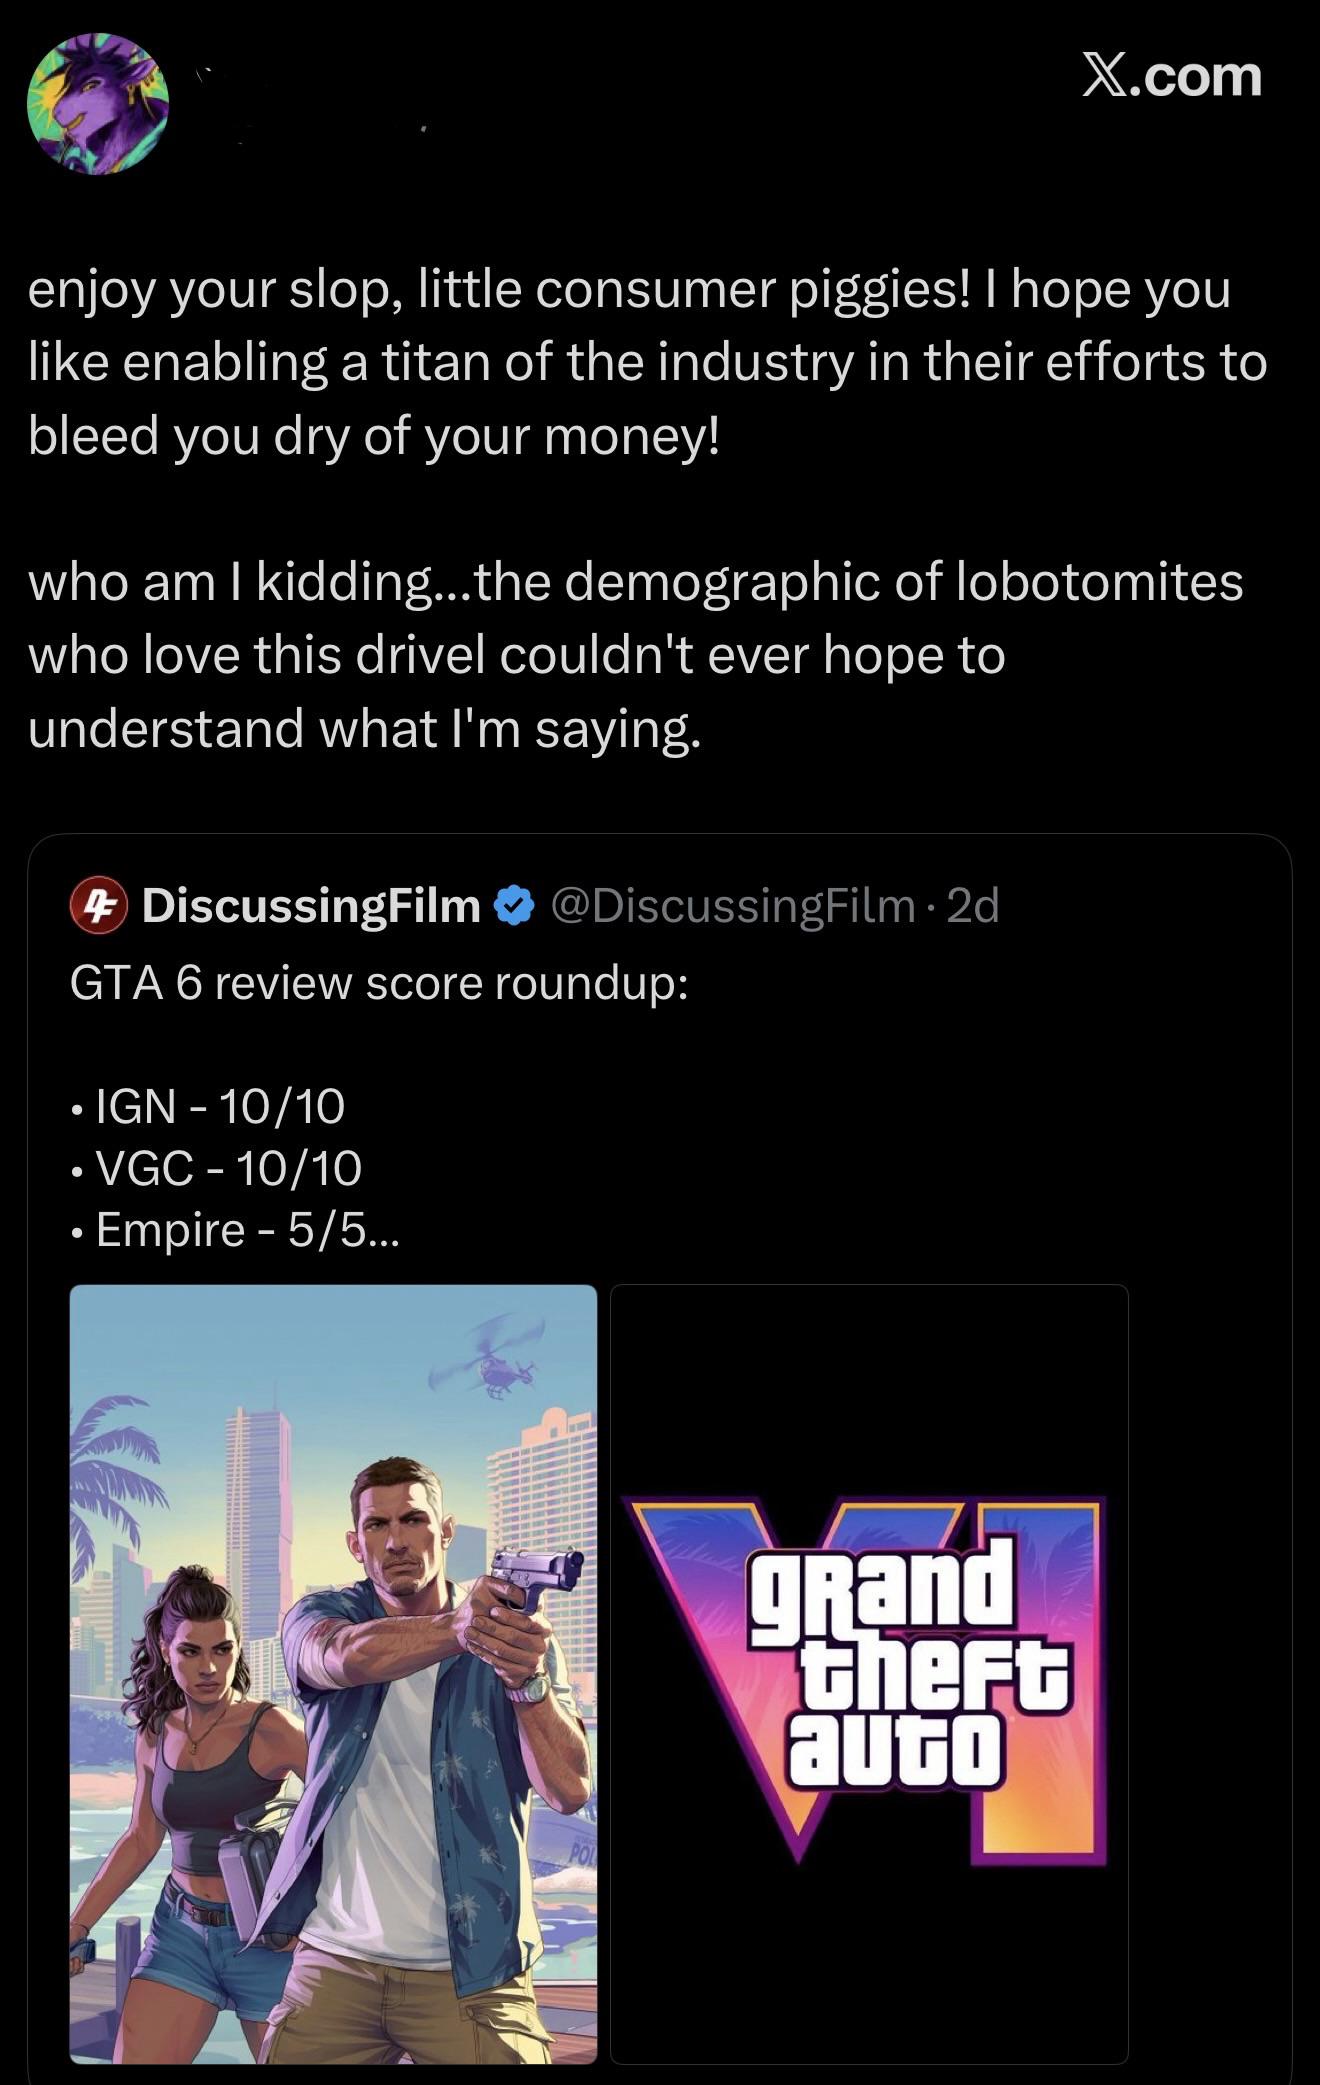 X.com
enjoy your slop, little consumer piggies! I hope you
like enabling a titan of the industry in their efforts to
bleed you dry of your money!
who am I kidding...the demographic of lobotomites
who love this drivel couldn't ever hope to
understand what I'm saying.
DF DiscussingFilm @DiscussingFilm · 2d
GTA 6 review score roundup:
• IGN - 10/10
• VGC - 10/10
• Empire - 5/5...
POL
VI
grand
theft
auto